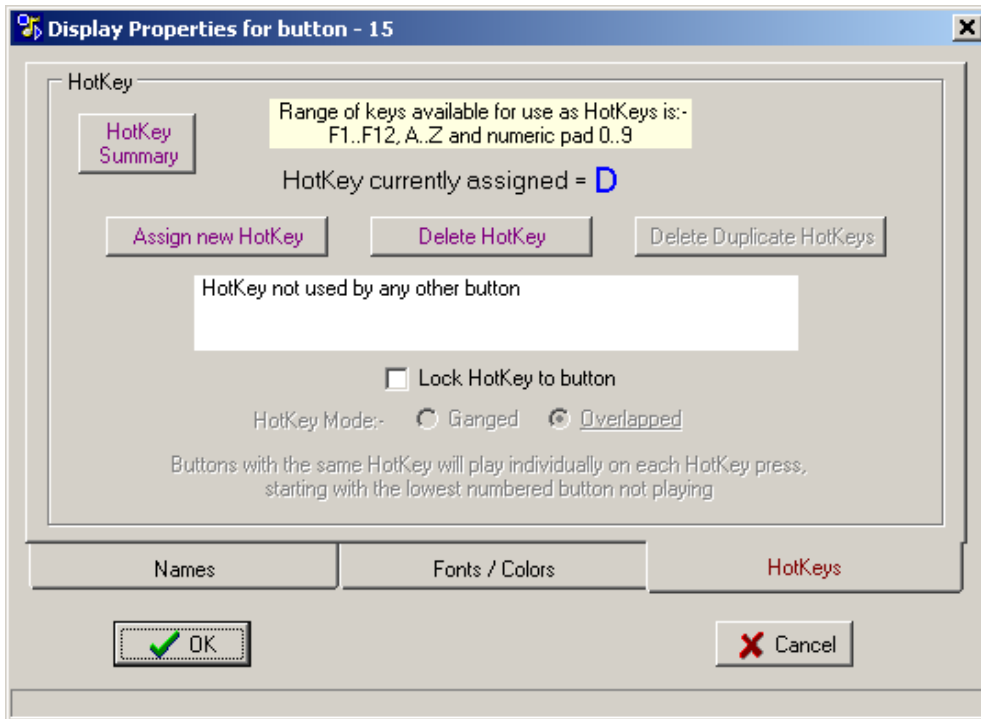 Display Properties for button - 15
HotKey
HotKey
Summary
Range of keys available for use as HotKeys is:-
F1..F12, A..Z and numeric pad 0..9
HotKey currently assigned = D
Assign new HotKey
Delete HotKey
Delete Duplicate HotKeys
HotKey not used by any other button
Lock HotKey to button
HotKey Mode:- Ganged Overlapped
Buttons with the same HotKey will play individually on each HotKey press,
starting with the lowest numbered button not playing
Names
Fonts / Colors
HotKeys
OK
Cancel